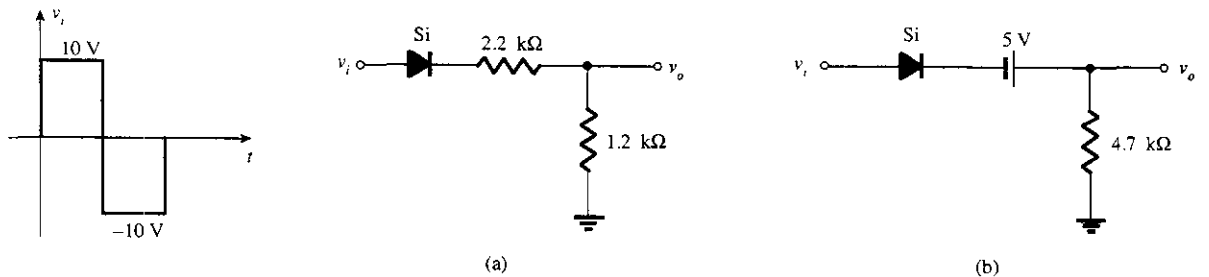 v_i
10 V
t
–10 V
Si
2.2 kΩ
v_i
v_o
1.2 kΩ
(a)
Si
5 V
v_i
v_o
4.7 kΩ
(b)